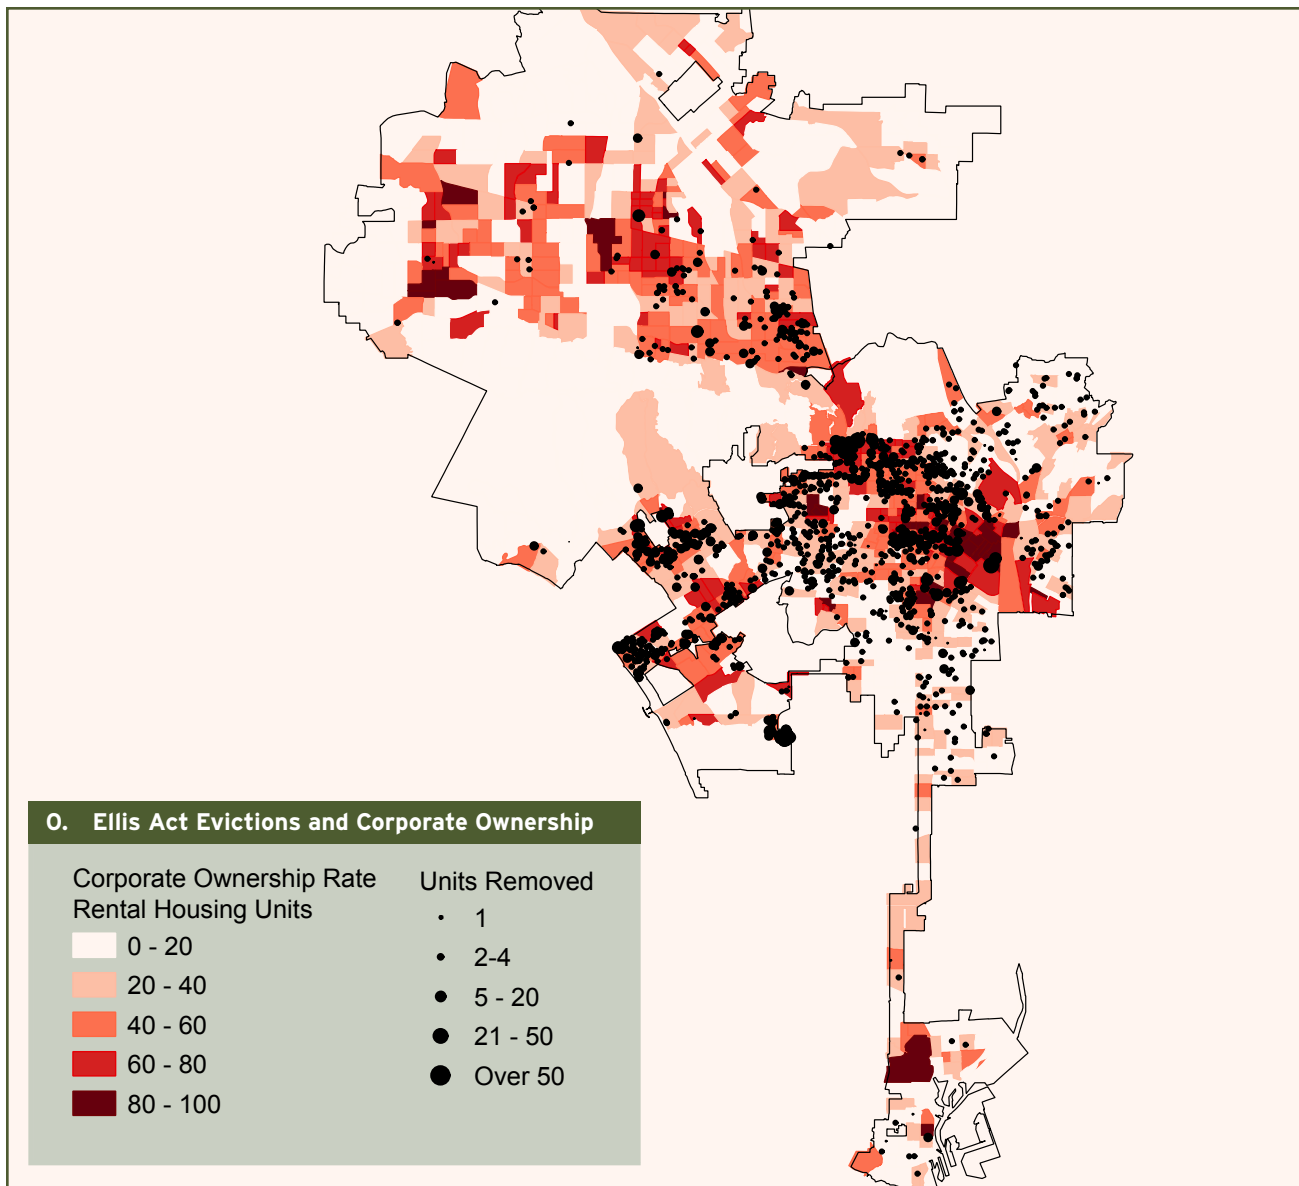 O. Ellis Act Evictions and Corporate Ownership
Corporate Ownership Rate
Rental Housing Units
0 - 20
20 - 40
40 - 60
60 - 80
80 - 100
Units Removed
1
2-4
5 - 20
21 - 50
Over 50